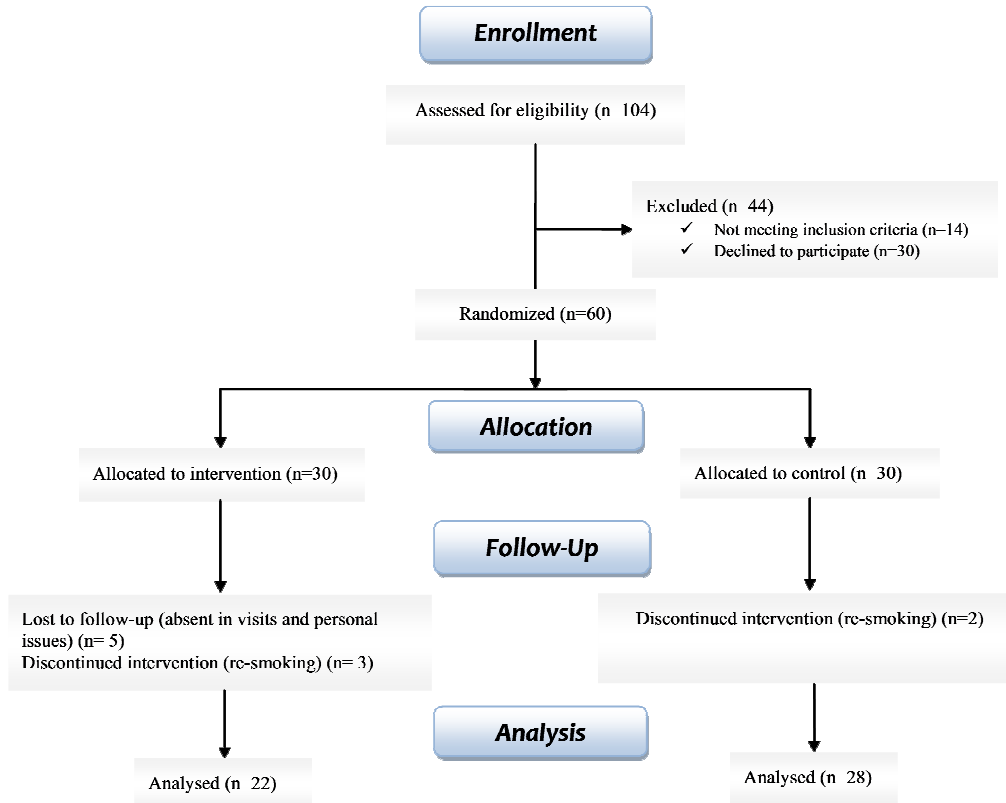 Enrollment
Assessed for eligibility (n 104)
Excluded (n 44)
✓ Not meeting inclusion criteria (n=14)
✓ Declined to participate (n=30)
Randomized (n=60)
Allocation
Allocated to intervention (n=30)
Allocated to control (n 30)
Follow-Up
Lost to follow-up (absent in visits and personal
issues) (n= 5)
Discontinued intervention (re-smoking) (n= 3)
Discontinued intervention (re-smoking) (n=2)
Analysis
Analysed (n 22)
Analysed (n 28)